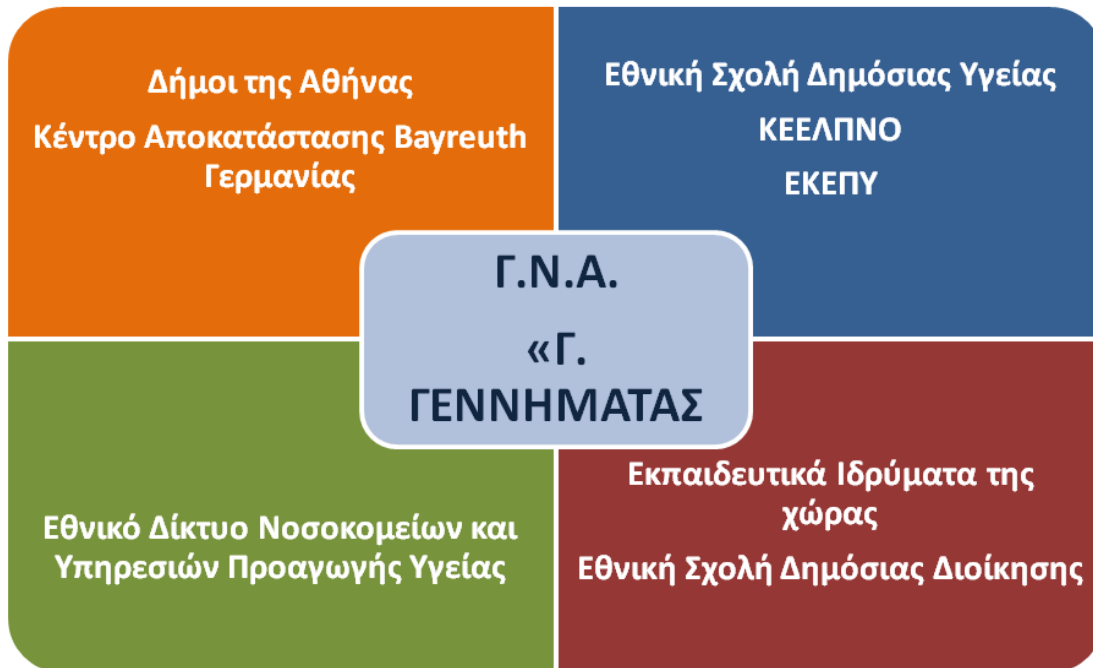 Δήμοι της Αθήνας
Κέντρο Αποκατάστασης Bayreuth
Γερμανίας
Εθνική Σχολή Δημόσιας Υγείας
ΚΕΕΛΠΝΟ
ΕΚΕΠΥ
Γ.Ν.Α.
«Γ.
ΓΕΝΝΗΜΑΤΑΣ
Εθνικό Δίκτυο Νοσοκομείων και
Υπηρεσιών Προαγωγής Υγείας
Εκπαιδευτικά Ιδρύματα της
χώρας
Εθνική Σχολή Δημόσιας Διοίκησης